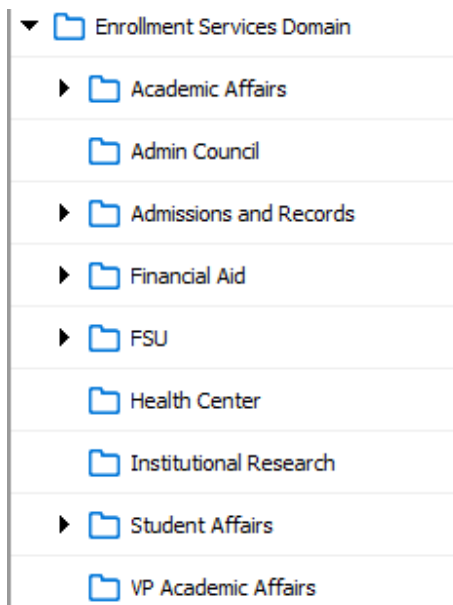 Enrollment Services Domain
Academic Affairs
Admin Council
Admissions and Records
Financial Aid
FSU
Health Center
Institutional Research
Student Affairs
VP Academic Affairs